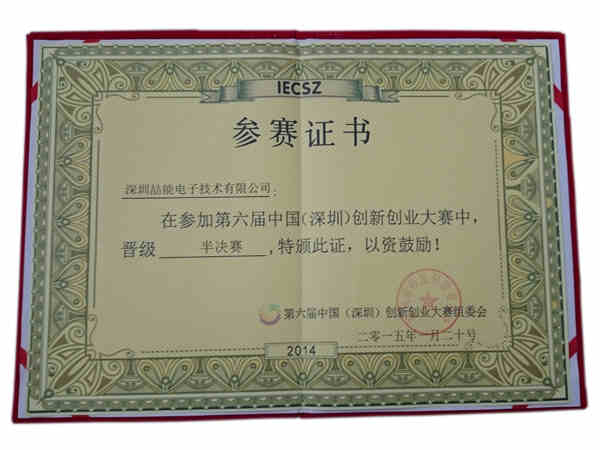 IECSZ
参赛证书
深圳喆能电子技术有限公司:
在参加第六届中国(深圳)创新创业大赛中,
晋级 半决赛 ,特颁此证,以资鼓励!
第六届中国(深圳)创新创业大赛组委会
二零一五年一月二十号
2014